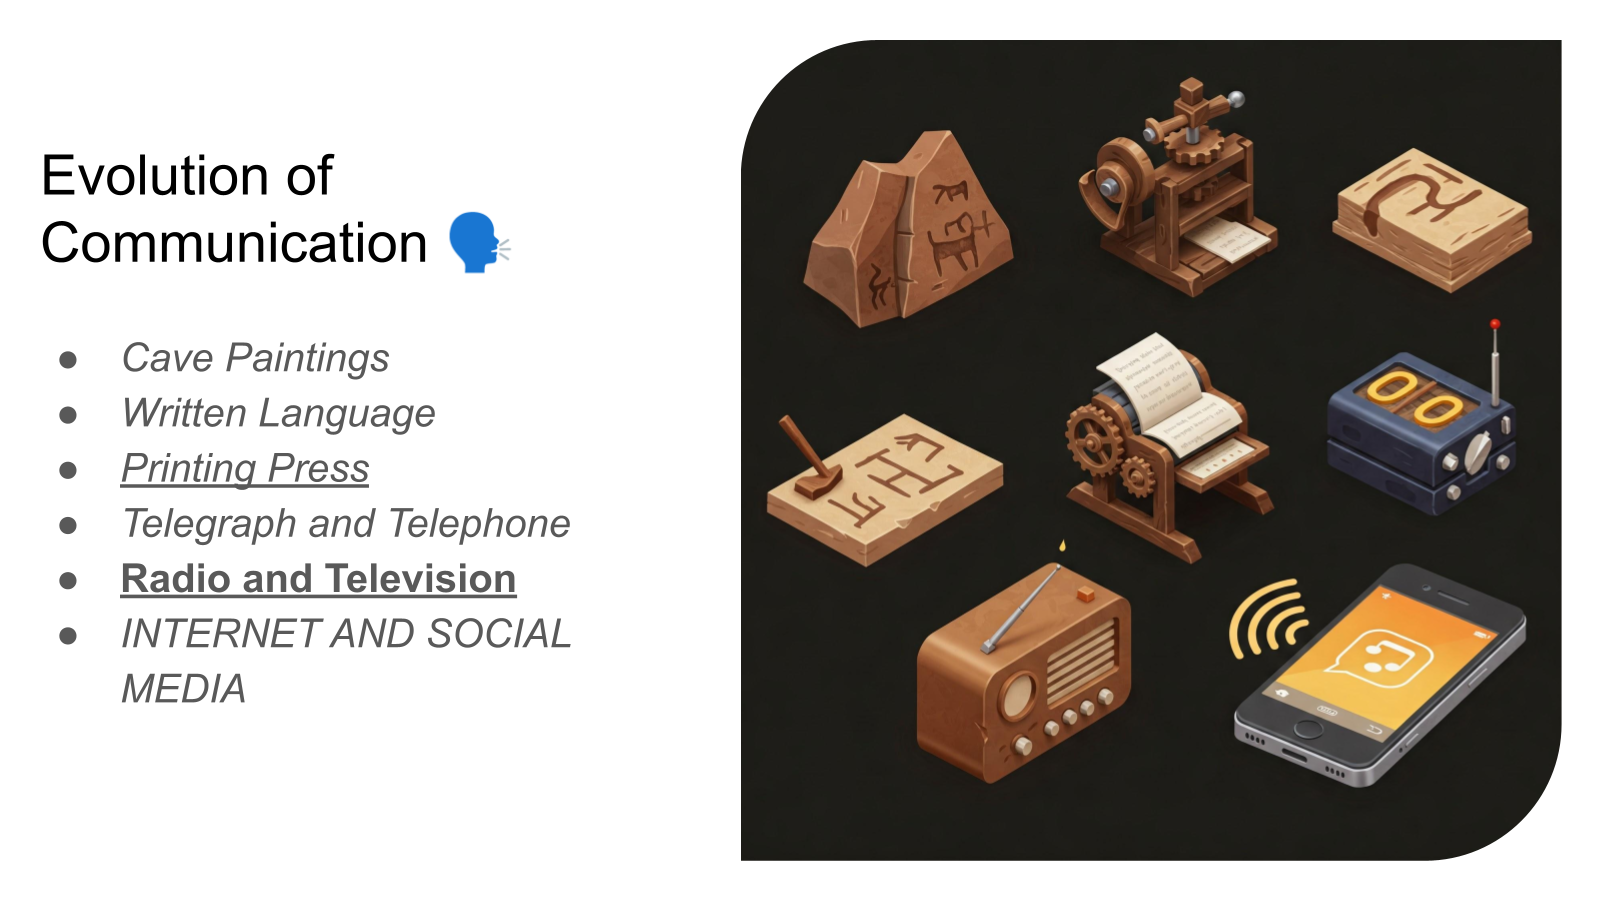 Evolution of
Communication 🗣
● Cave Paintings
● Written Language
● Printing Press
● Telegraph and Telephone
● Radio and Television
● INTERNET AND SOCIAL
MEDIA
00